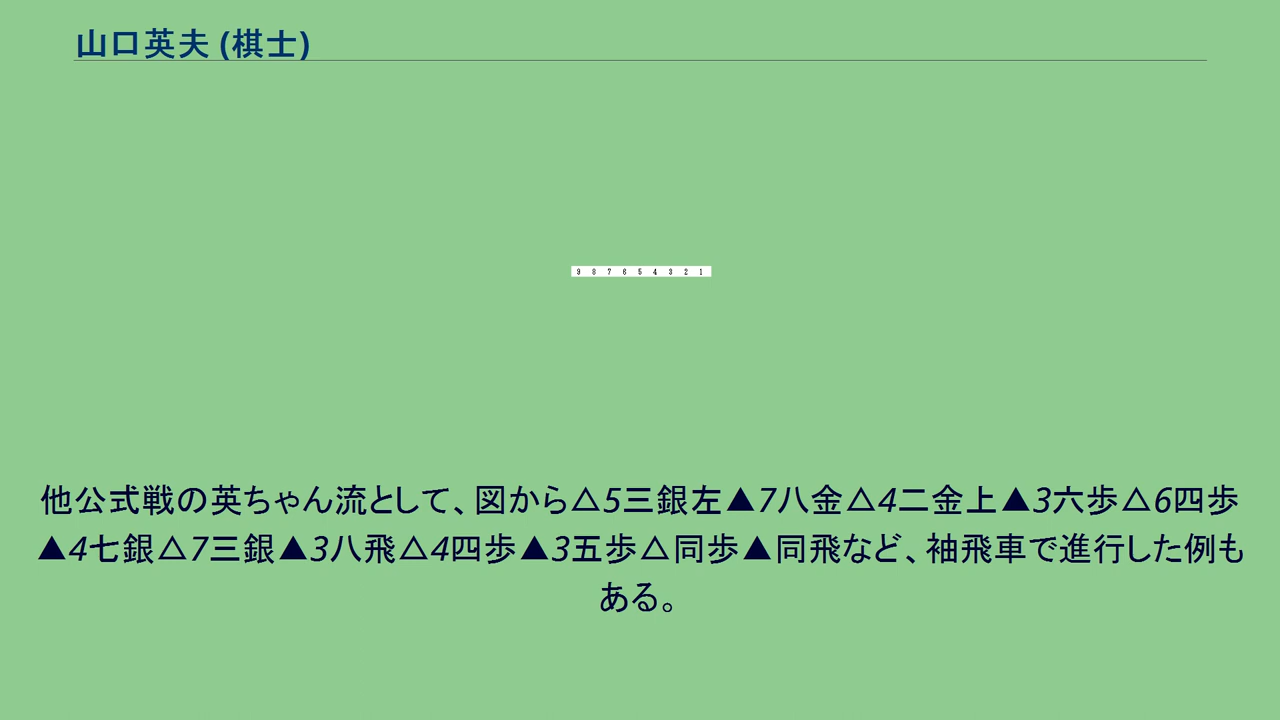 山口英夫 (棋士)
9 8 7 6 5 4 3 2 1
他公式戦の英ちゃん流として、図から△5三銀左▲7八金△4二金上▲3六歩△6四歩
▲4七銀△7三銀▲3八飛△4四歩▲3五歩△同歩▲同飛など、袖飛車で進行した例も
ある。